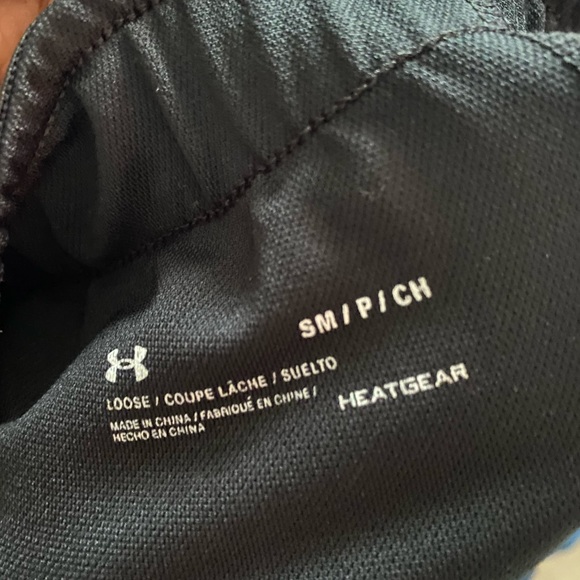 SM / P / CH
LOOSE / COUPE LÂCHE / SUELTO
MADE IN CHINA / FABRIQUÉ EN CHINE /
HECHO EN CHINA
HEATGEAR